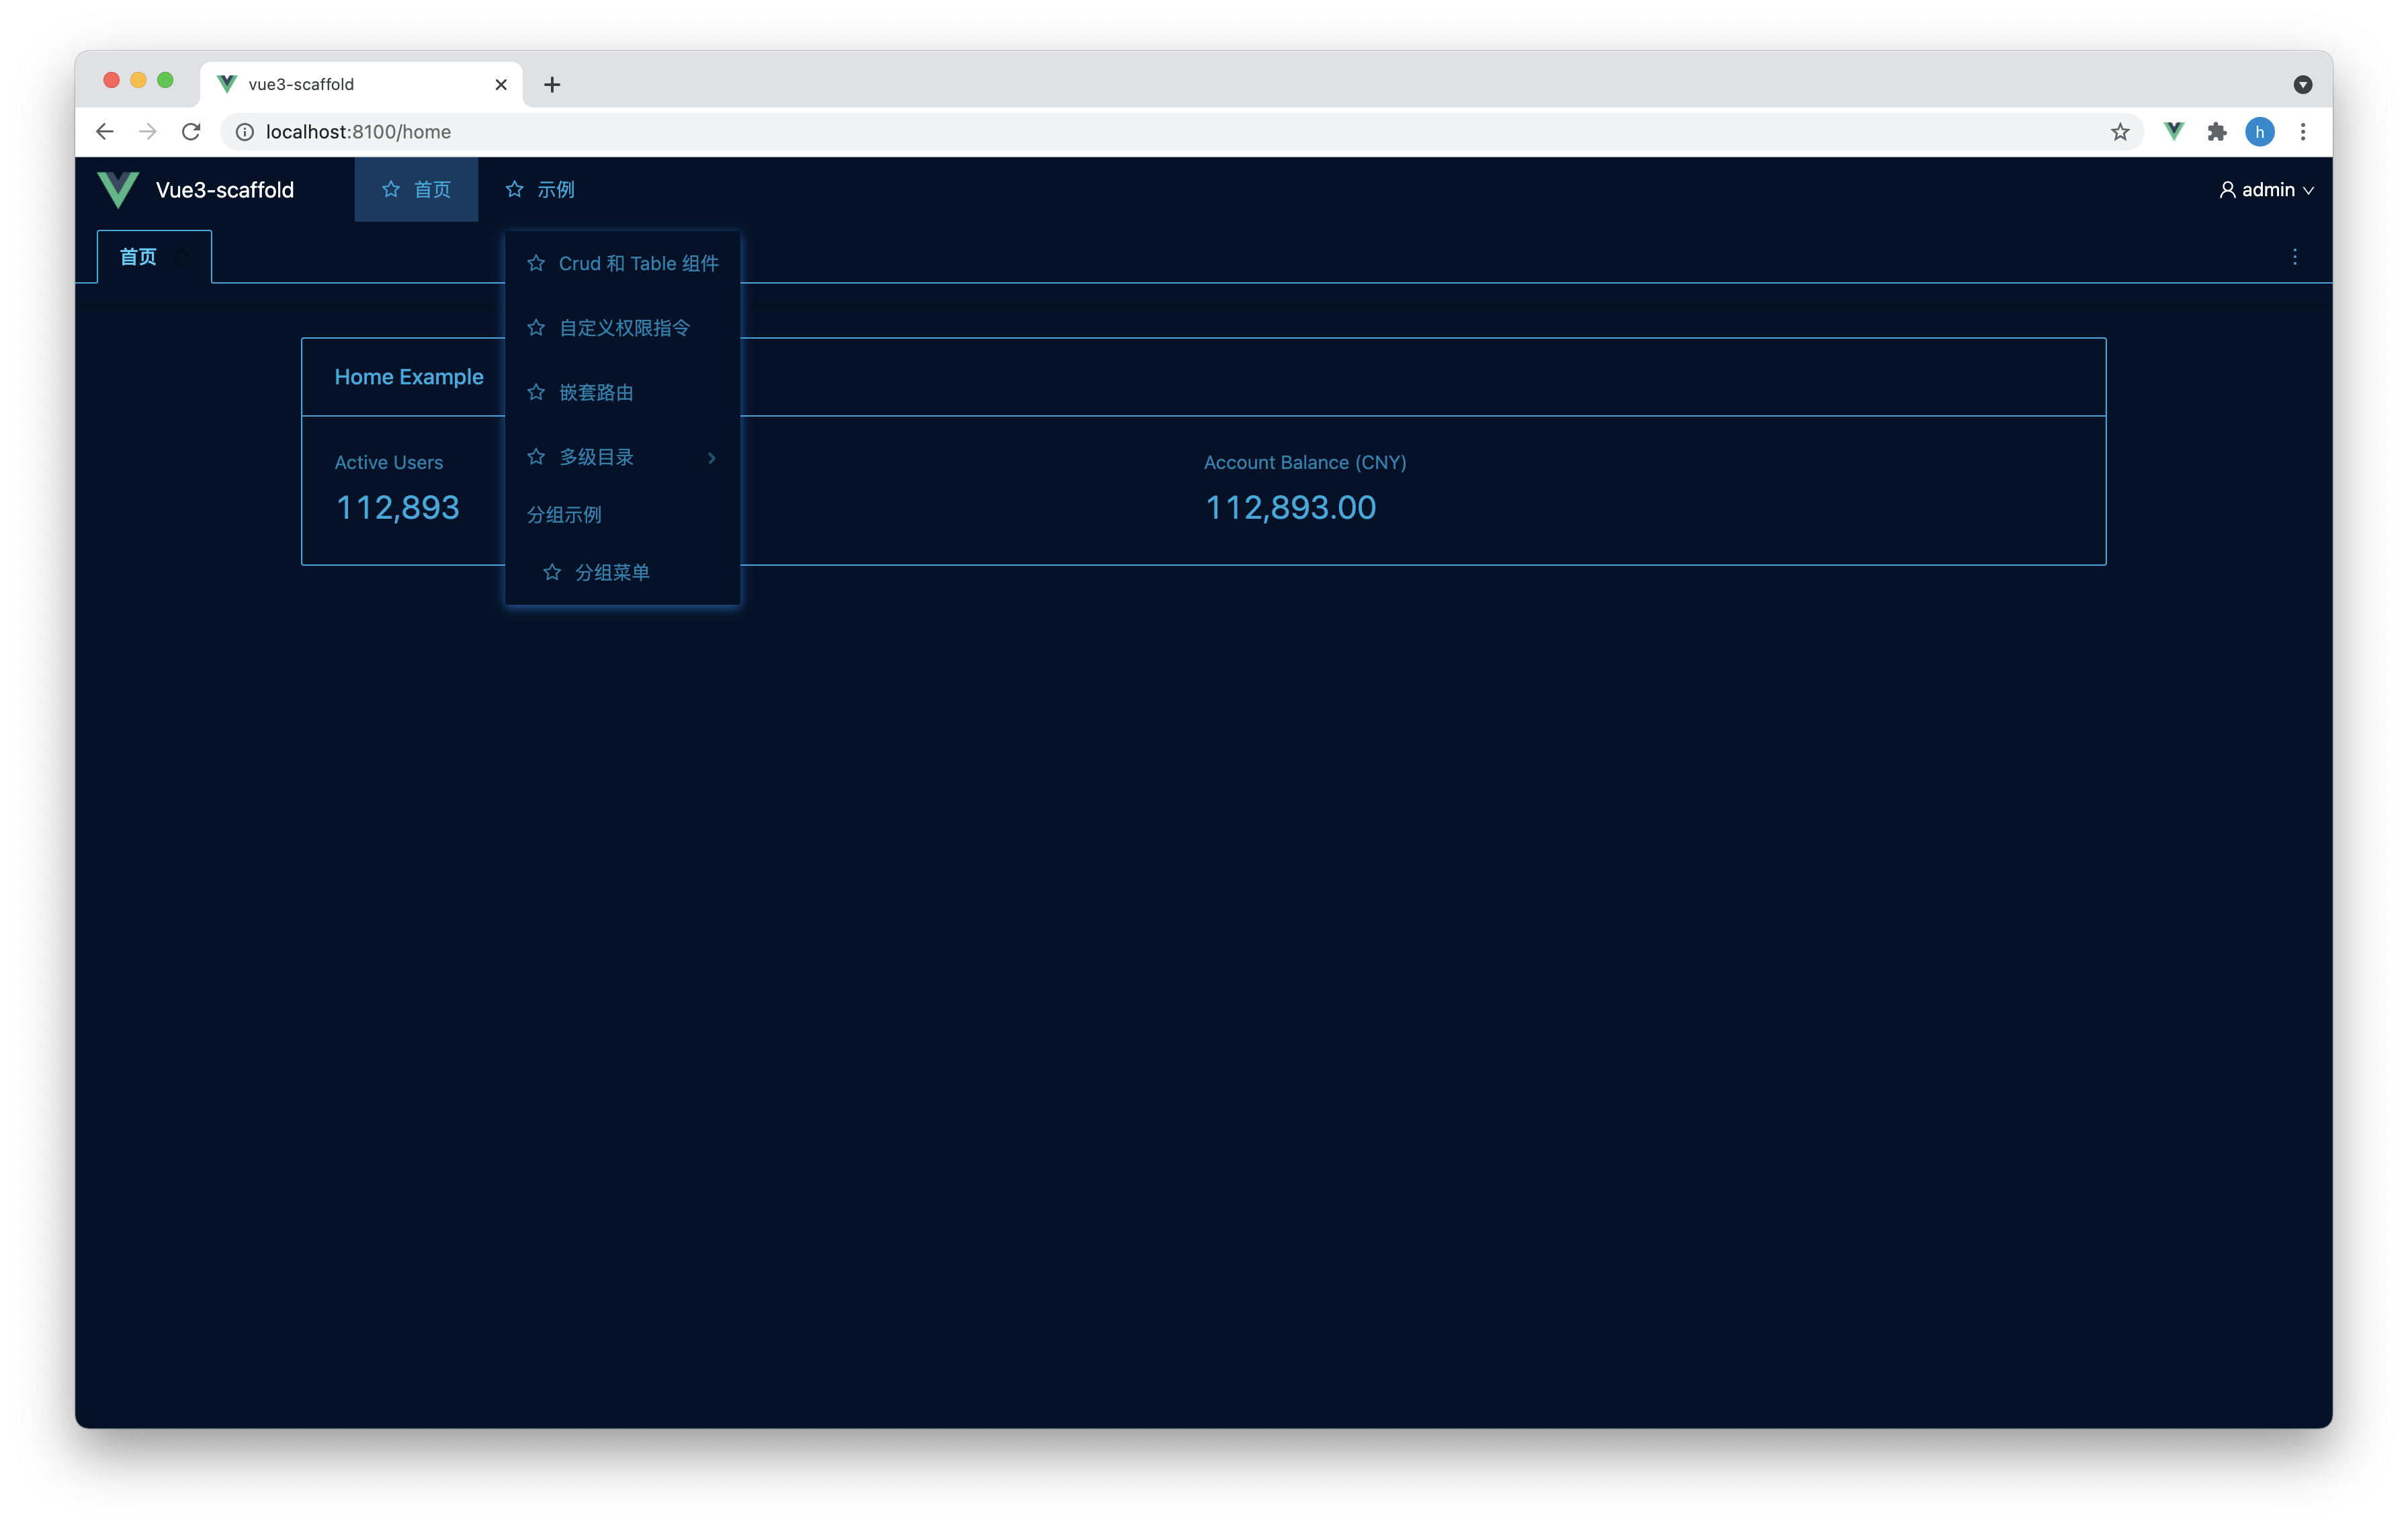 vue3-scaffold
localhost:8100/home
h
Vue3-scaffold
首页
示例
admin
首页
Crud 和 Table 组件
自定义权限指令
Home Example
嵌套路由
多级目录
Active Users
Account Balance (CNY)
112,893
112,893.00
分组示例
分组菜单